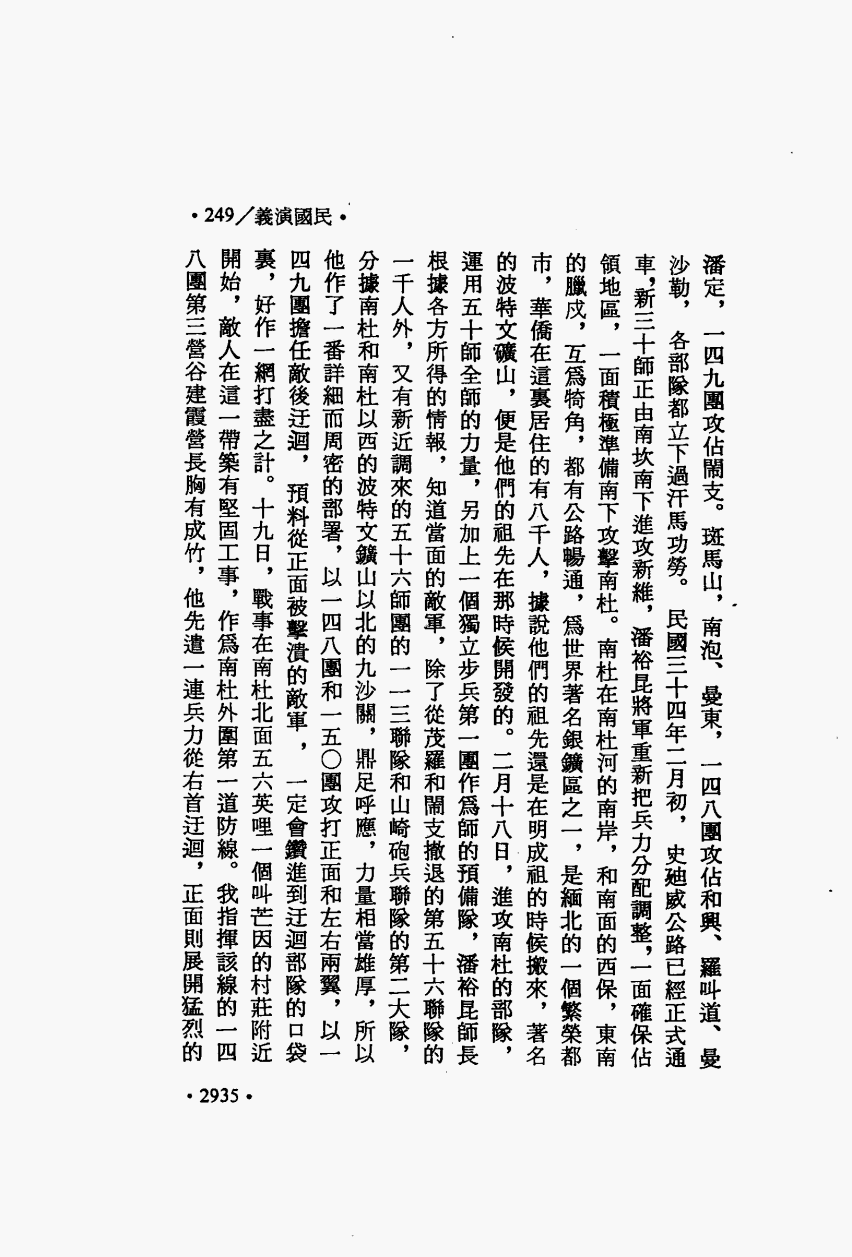 •249/義演國民•
潘定，一四九團攻佔鬧支。斑馬山，南泡、曼東，一四八團攻佔和興、羅叫道、曼
沙勒，各部隊都立下過汗馬功勞。民國三十四年二月初，史廸威公路已經正式通
車，新三十師正由南坎南下進攻新維，潘裕昆將軍重新把兵力分配調整，一面確保佔
領地區，一面積極準備南下攻擊南杜。南杜在南杜河的南岸，和南面的西保，東南
的臘戍，互爲犄角，都有公路暢通，爲世界著名銀鑛區之一，是緬北的一個繁榮都
市，華僑在這裏居住的有八千人，據說他們的祖先還是在明成祖的時候搬來，著名
的波特文礦山，便是他們的祖先在那時候開發的。二月十八日，進攻南杜的部隊，
運用五十師全師的力量，另加上一個獨立步兵第一團作爲師的預備隊，潘裕昆師長
根據各方所得的情報，知道當面的敵軍，除了從茂羅和鬧支撤退的第五十六聯隊的
一千人外，又有新近調來的五十六師團的一一三聯隊和山崎砲兵聯隊的第二大隊，
分據南杜和南杜以西的波特文鑛山以北的九沙關，鼎足呼應，力量相當雄厚，所以
他作了一番詳細而周密的部署，以一四八團和一五〇團攻打正面和左右兩翼，以一
四九團擔任敵後迂迴，預料從正面被擊潰的敵軍，一定會鑽進到迂迴部隊的口袋
裏，好作一網打盡之計。十九日，戰事在南杜北面五六英哩一個叫芒因的村莊附近
開始，敵人在這一帶築有堅固工事，作爲南杜外圍第一道防線。我指揮該線的一四
八團第三營谷建霞營長胸有成竹，他先遣一連兵力從右首迂迴，正面則展開猛烈的
•2935•